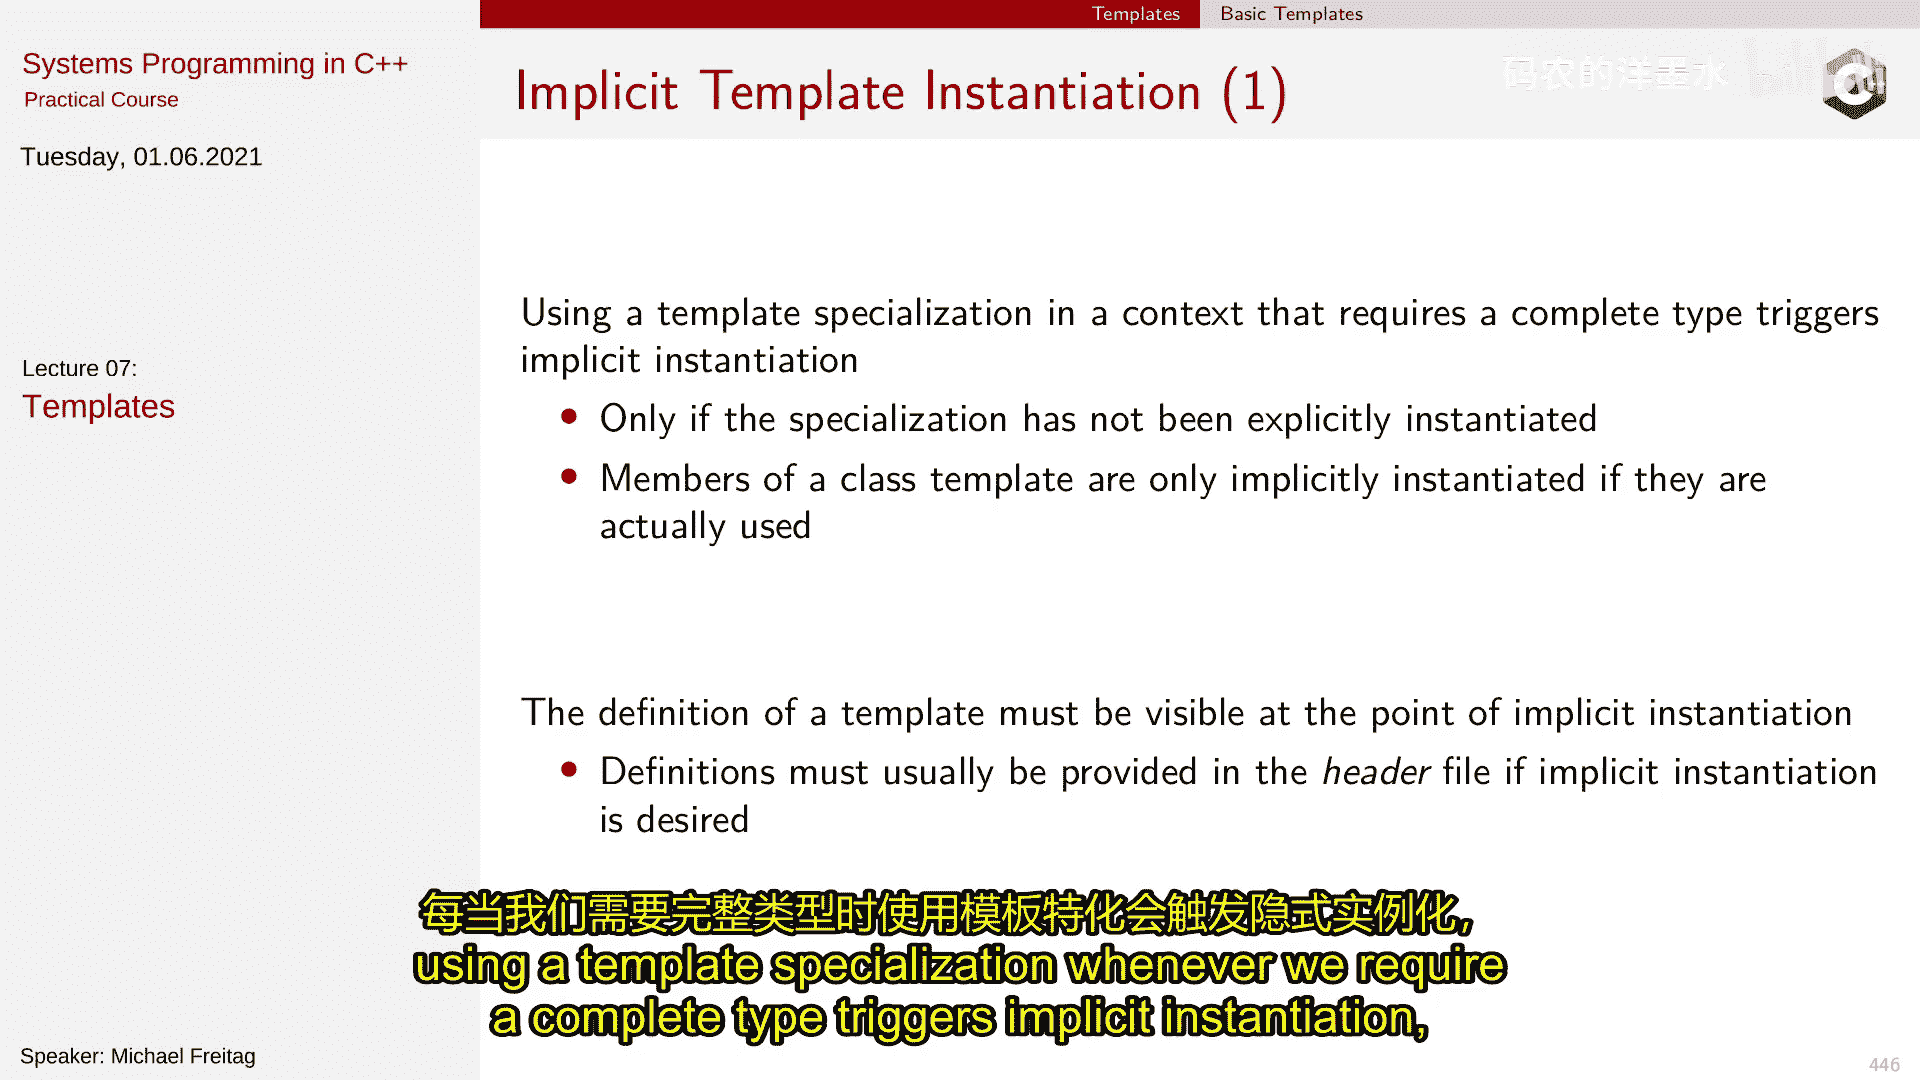 Templates
Basic Templates
Systems Programming in C++
Practical Course
Tuesday, 01.06.2021
Implicit Template Instantiation (1)
码农的洋墨水
Lecture 07:
Templates
Using a template specialization in a context that requires a complete type triggers
implicit instantiation
• Only if the specialization has not been explicitly instantiated
• Members of a class template are only implicitly instantiated if they are
actually used
The definition of a template must be visible at the point of implicit instantiation
• Definitions must usually be provided in the header file if implicit instantiation
is desired
每当我们需要完整类型时使用模板特化会触发隐式实例化,
using a template specialization whenever we require
a complete type triggers implicit instantiation,
Speaker: Michael Freitag
446